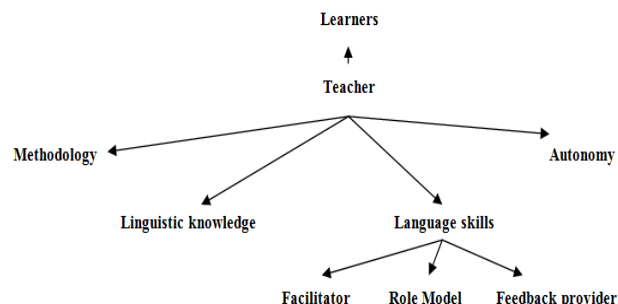 Learners
Teacher
Methodology
Autonomy
Linguistic knowledge
Language skills
Facilitator
Role Model
Feedback provider